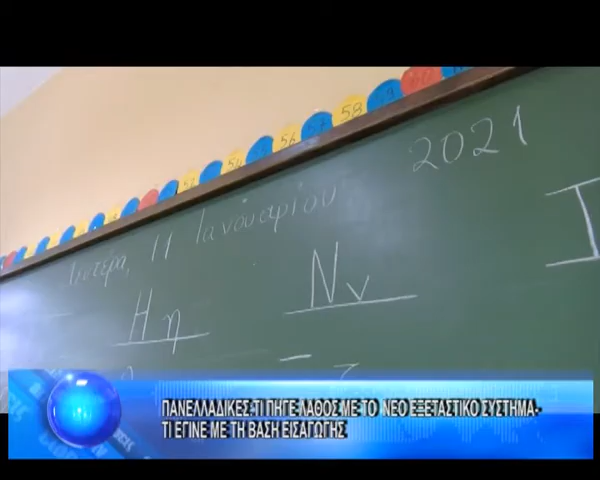 56 58
2021
11 Ιανουαρίου
Ηη Νν
ΠΑΝΕΛΛΑΔΙΚΕΣ:ΤΙ ΠΗΓΕ ΛΑΘΟΣ ΜΕ ΤΟ ΝΕΟ ΕΞΕΤΑΣΤΙΚΟ ΣΥΣΤΗΜΑ-
ΤΙ ΕΓΙΝΕ ΜΕ ΤΗ ΒΑΣΗ ΕΙΣΑΓΩΓΗΣ